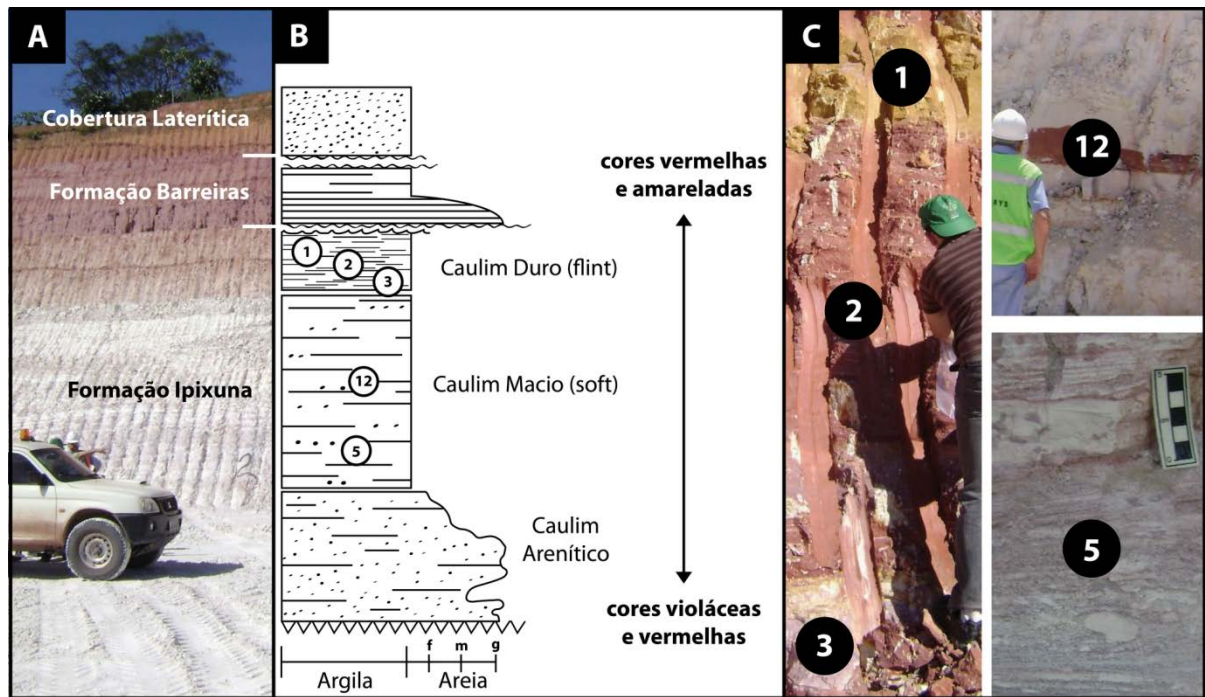 A
Cobertura Laterítica
Formação Barreiras
Formação Ipixuna
B
1
2
3
12
5
Caulim Duro (flint)
Caulim Macio (soft)
Caulim
Arenítico
cores vermelhas
e amareladas
cores violáceas
e vermelhas
f m g
Argila Areia
C
1
2
3
12
5